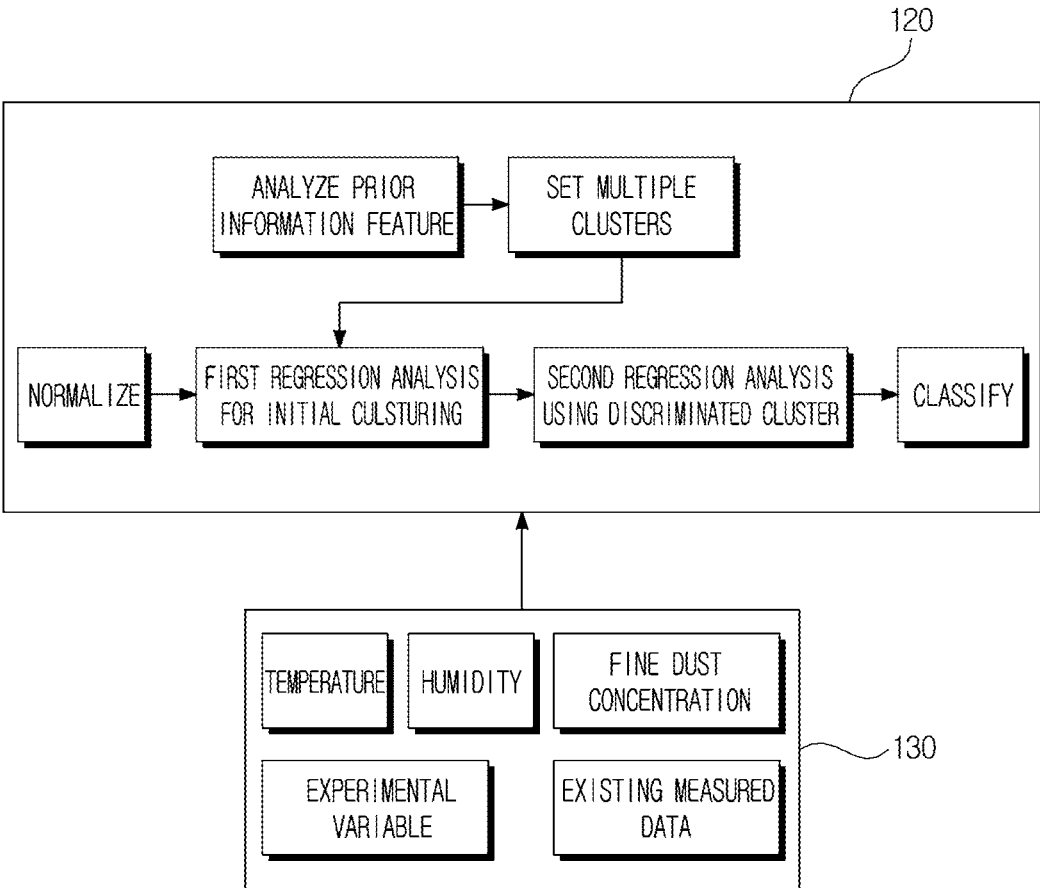 120
ANALYZE PRIOR
INFORMATION FEATURE
SET MULTIPLE
CLUSTERS
NORMALIZE
FIRST REGRESSION ANALYSIS
FOR INITIAL CULSTURING
SECOND REGRESSION ANALYSIS
USING DISCRIMINATED CLUSTER
CLASSIFY
TEMPERATURE
HUMIDITY
FINE DUST
CONCENTRATION
130
EXPERIMENTAL
VARIABLE
EXISTING MEASURED
DATA